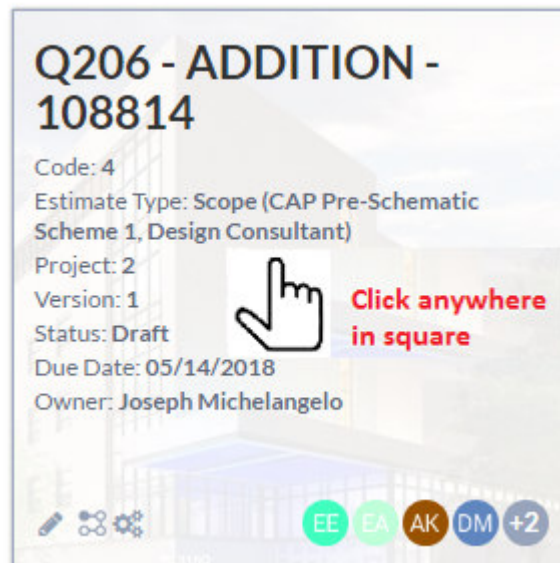 Q206 - ADDITION -
108814
Code: 4
Estimate Type: Scope (CAP Pre-Schematic
Scheme 1, Design Consultant)
Project: 2
Version: 1
Status: Draft
Due Date: 05/14/2018
Owner: Joseph Michelangelo
Click anywhere
in square
EE EA AK DM +2